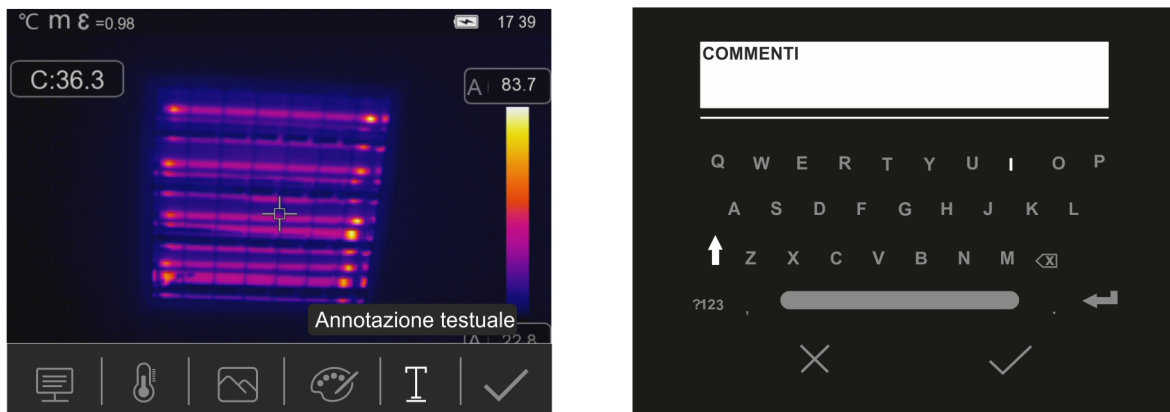 °C m ε =0.98 17 39
C:36.3
A 83.7
Annotazione testuale
A 22.8
COMMENTI
Q W E R T Y U I O P
A S D F G H J K L
Z X C V B N M
?123 , .